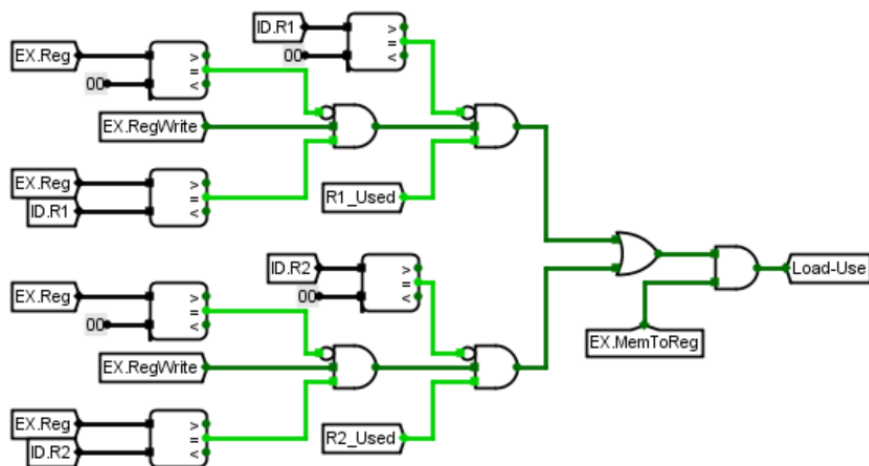 ID.R1
EX.Reg
00
>
=
<
00
>
=
<
EX.RegWrite
EX.Reg
ID.R1
>
=
<
R1_Used
ID.R2
EX.Reg
00
>
=
<
00
>
=
<
Load-Use
EX.MemToReg
EX.RegWrite
EX.Reg
ID.R2
>
=
<
R2_Used